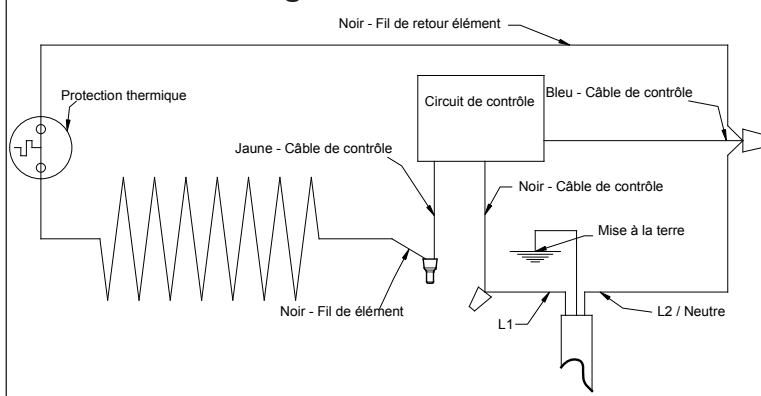 Noir - Fil de retour élément
Protection thermique
Circuit de contrôle
Bleu - Câble de contrôle
Jaune - Câble de contrôle
Noir - Câble de contrôle
Mise à la terre
Noir - Fil de élément
L1
L2 / Neutre